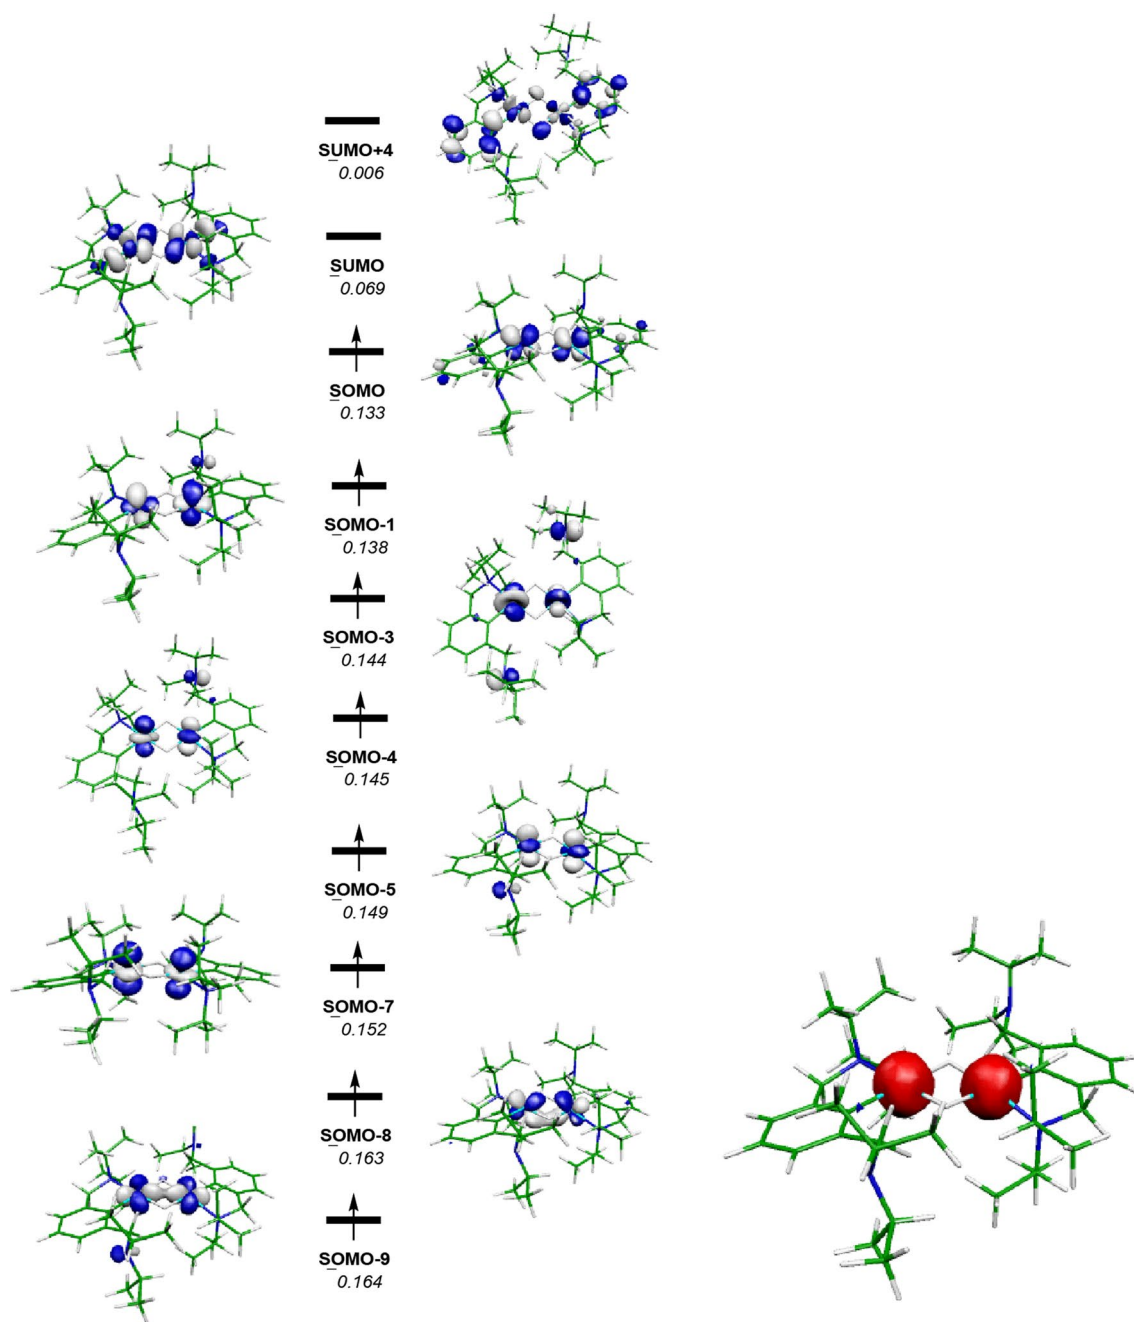 SUMO+4
-0.006
SUMO
-0.069
SOMO
-0.133
SOMO-1
-0.138
SOMO-3
-0.144
SOMO-4
-0.145
SOMO-5
-0.149
SOMO-7
-0.152
SOMO-8
-0.163
SOMO-9
-0.164